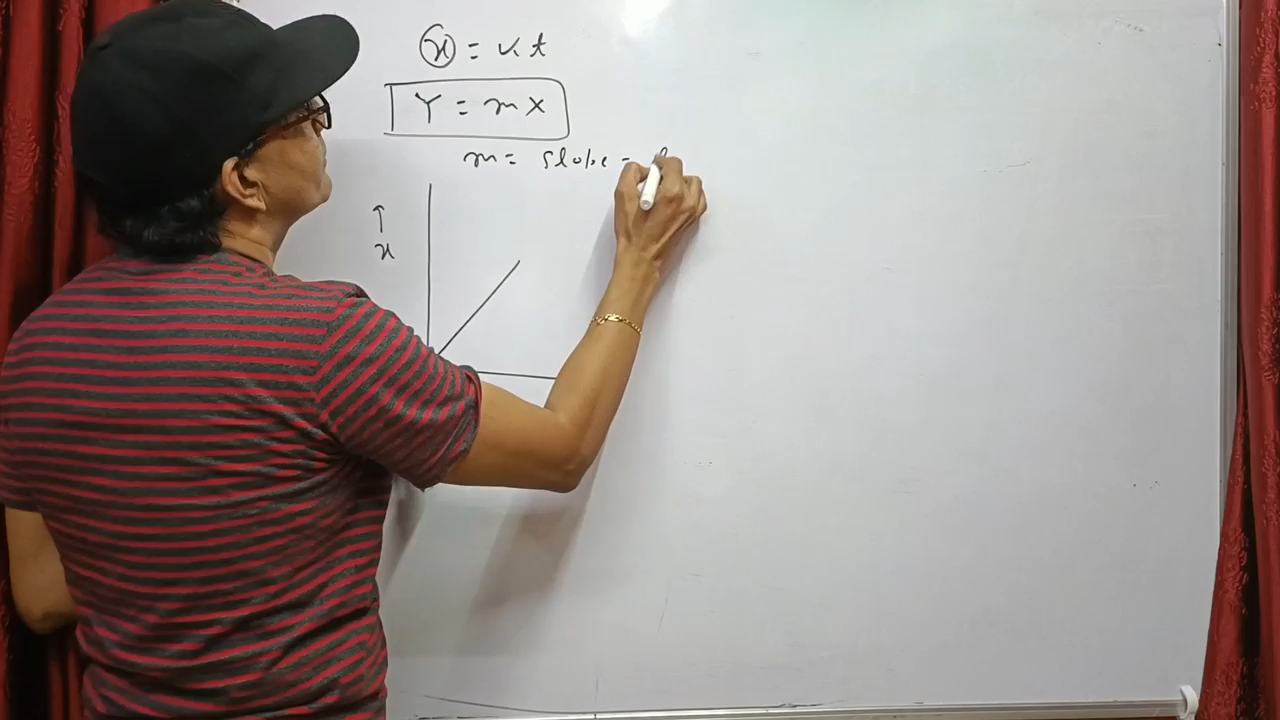 x = vt
Y = mx
m = slope =
↑
x